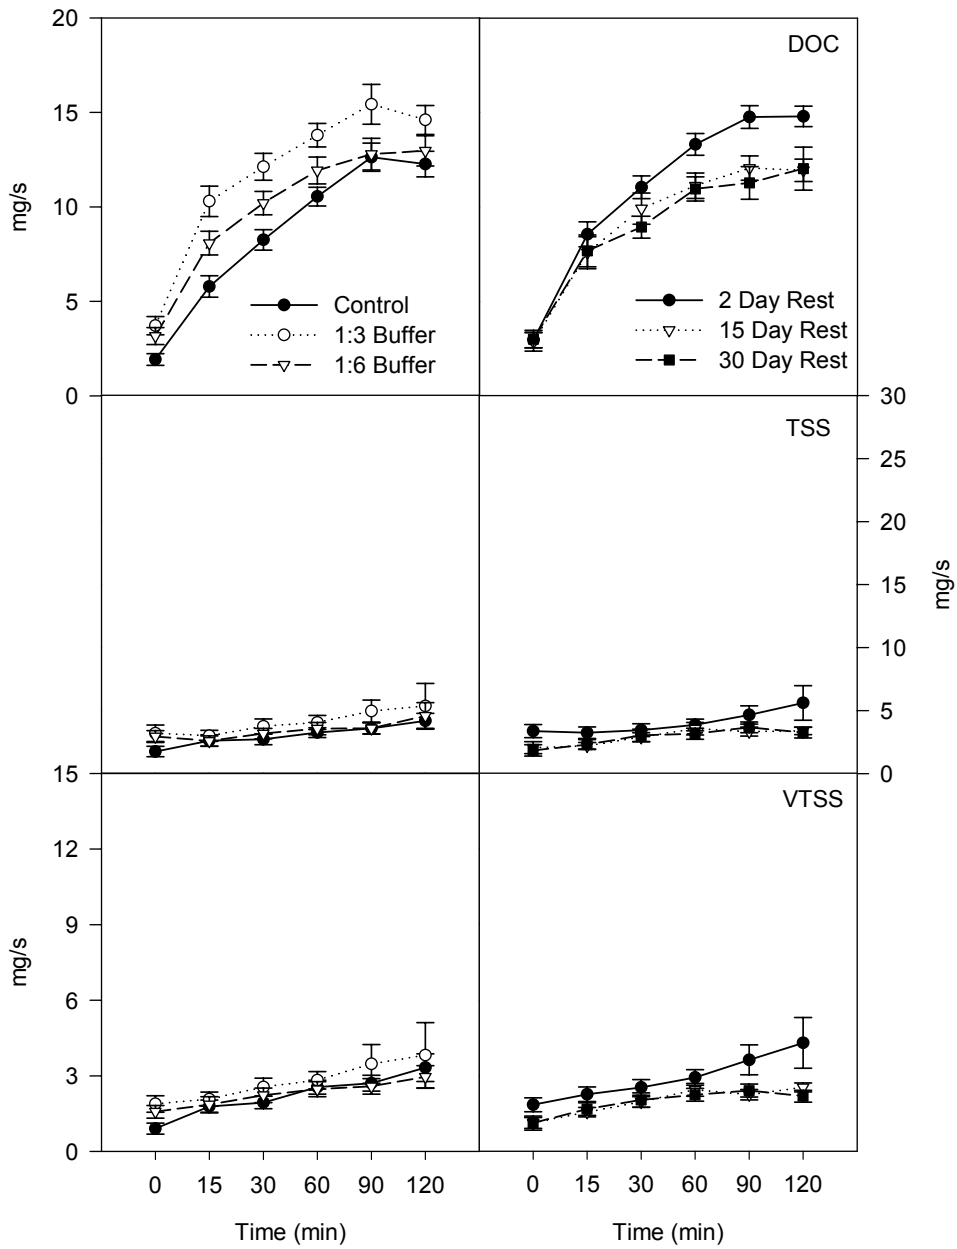 20
DOC
15
mg/s
10
5
0
Control
1:3 Buffer
1:6 Buffer
2 Day Rest
15 Day Rest
30 Day Rest
TSS
30
25
20
15
10
5
0
mg/s
VTSS
15
12
9
6
3
0
mg/s
0 15 30 60 90 120
0 15 30 60 90 120
Time (min)
Time (min)